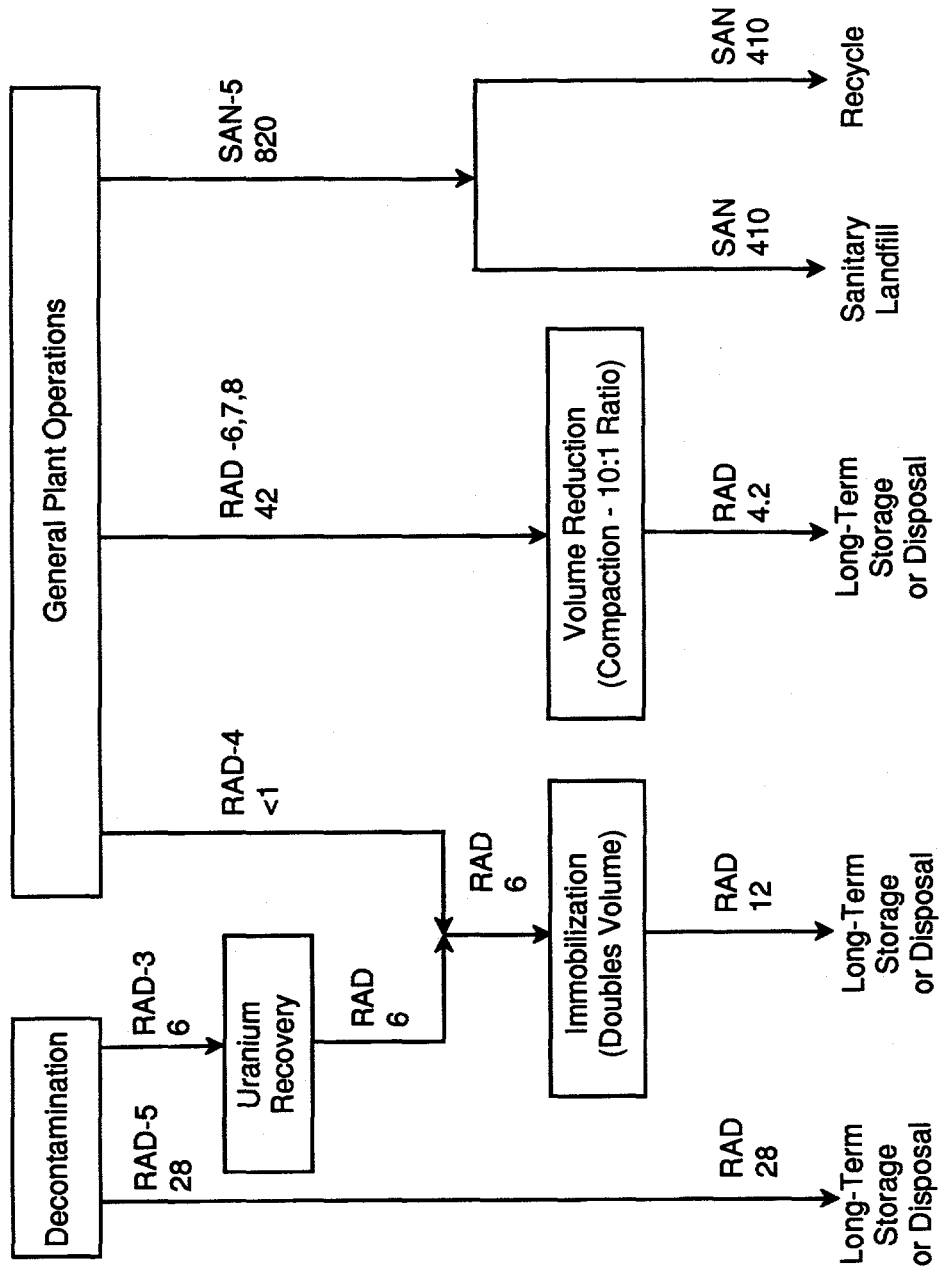 Decontamination
General Plant Operations
RAD-5
28
RAD-3
6
RAD-4
<1
RAD -6,7,8
42
SAN-5
820
Uranium
Recovery
RAD
6
RAD
6
Immobilization
(Doubles Volume)
Volume Reduction
(Compaction - 10:1 Ratio)
RAD
28
RAD
12
RAD
4.2
SAN
410
SAN
410
Long-Term
Storage
or Disposal
Long-Term
Storage
or Disposal
Long-Term
Storage
or Disposal
Sanitary
Landfill
Recycle